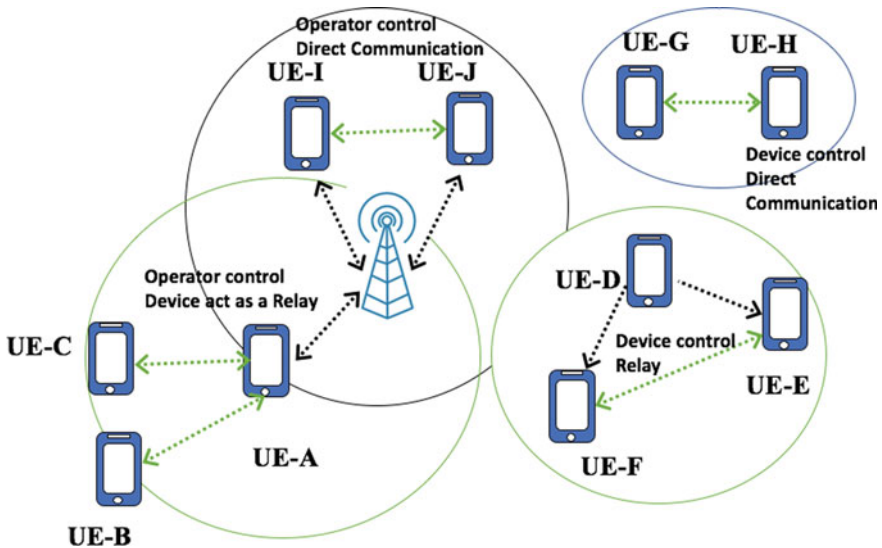 Operator control
Direct Communication
UE-I
UE-J
UE-G
UE-H
Device control
Direct
Communication
Operator control
Device act as a Relay
UE-C
UE-A
UE-B
UE-D
Device control
Relay
UE-E
UE-F